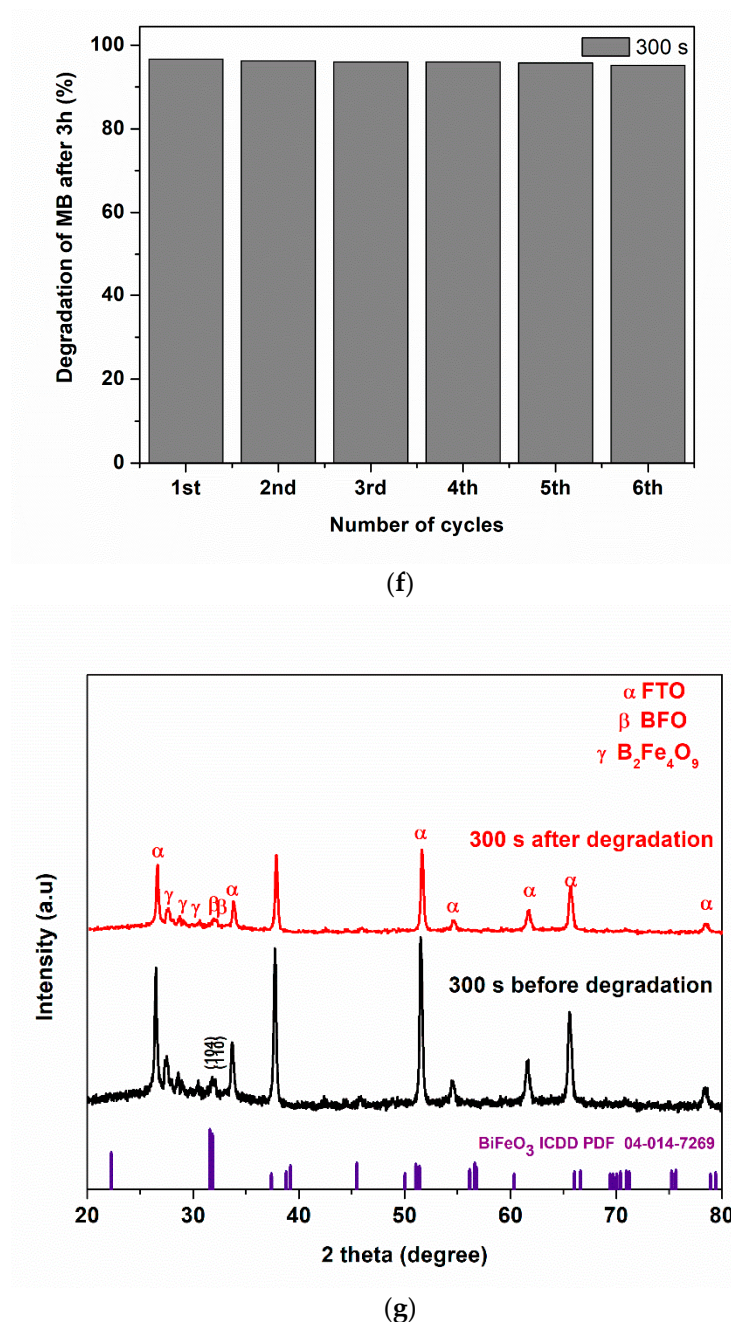 100
80
60
40
20
0
Degradation of MB after 3h (%)
300 s
1st 2nd 3rd 4th 5th 6th
Number of cycles
(f)
α FTO
β BFO
γ B₂Fe₄O₉
300 s after degradation
α γ γ γ β β α α α α α α
300 s before degradation
(104)
(110)
BiFeO₃ ICDD PDF 04-014-7269
Intensity (a.u)
20 30 40 50 60 70 80
2 theta (degree)
(g)